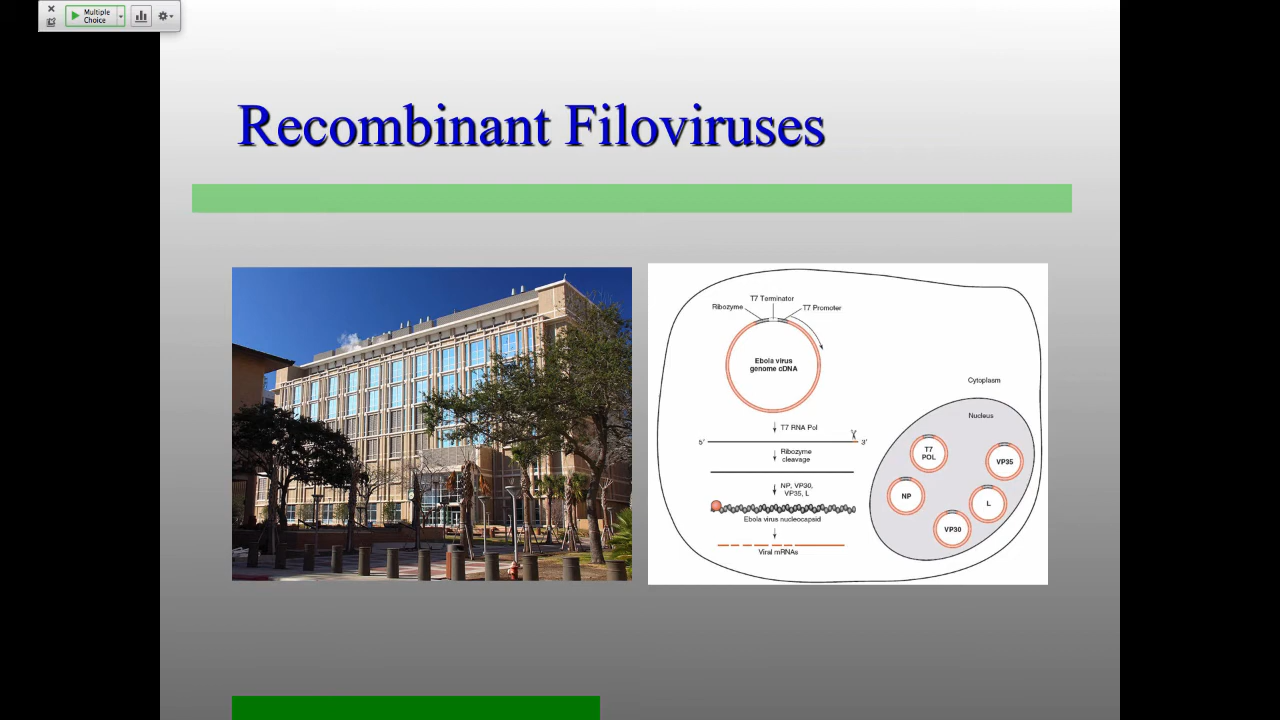 Multiple
Choice
Recombinant Filoviruses
T7 Terminator
Ribozyme
T7 Promoter
Ebola virus
genome cDNA
Cytoplasm
Nucleus
T7 RNA Pol
5'
3'
Ribozyme
cleavage
T7
POL
VP35
NP, VP30,
VP35, L
NP
L
Ebola virus nucleocapsid
VP30
Viral mRNAs